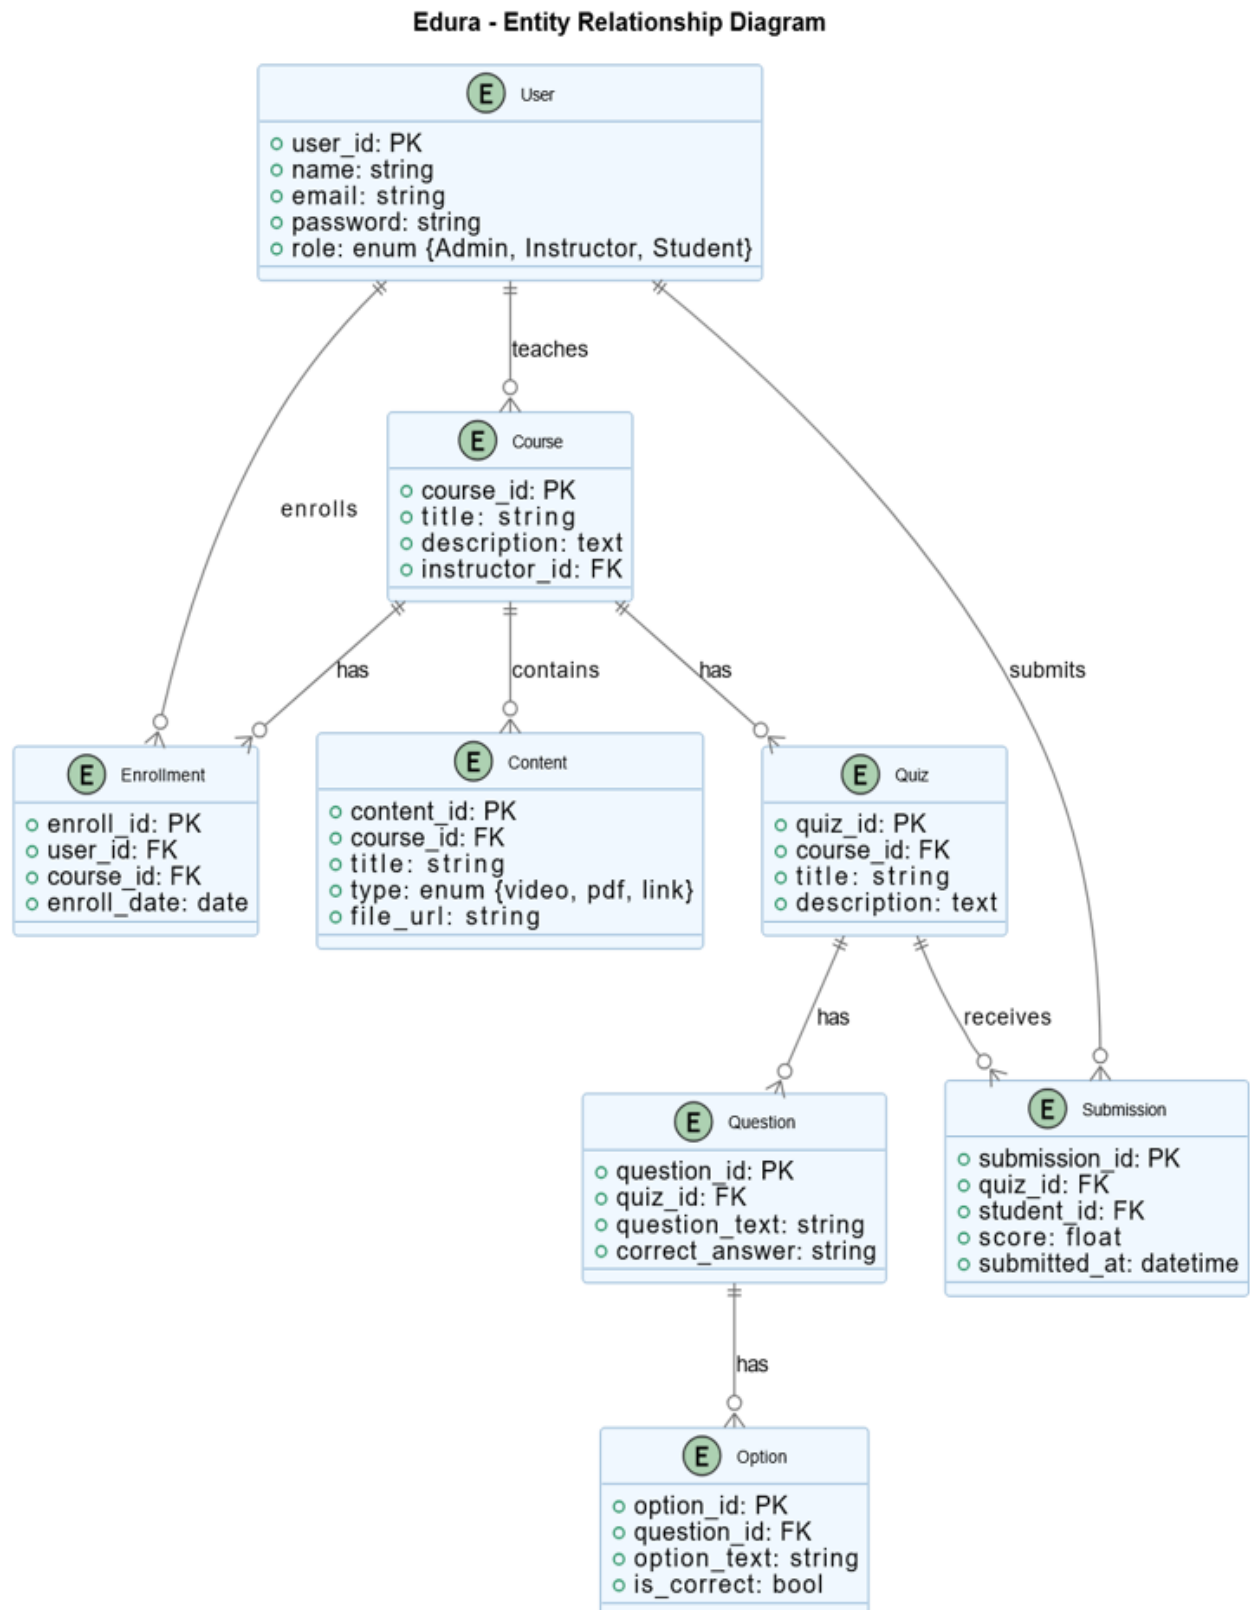 Edura - Entity Relationship Diagram
E User
user_id: PK
name: string
email: string
password: string
role: enum {Admin, Instructor, Student}
teaches
E Course
course_id: PK
title: string
description: text
instructor_id: FK
enrolls
has
contains
has
submits
E Enrollment
enroll_id: PK
user_id: FK
course_id: FK
enroll_date: date
E Content
content_id: PK
course_id: FK
title: string
type: enum {video, pdf, link}
file_url: string
E Quiz
quiz_id: PK
course_id: FK
title: string
description: text
has
receives
E Question
question_id: PK
quiz_id: FK
question_text: string
correct_answer: string
E Submission
submission_id: PK
quiz_id: FK
student_id: FK
score: float
submitted_at: datetime
has
E Option
option_id: PK
question_id: FK
option_text: string
is_correct: bool